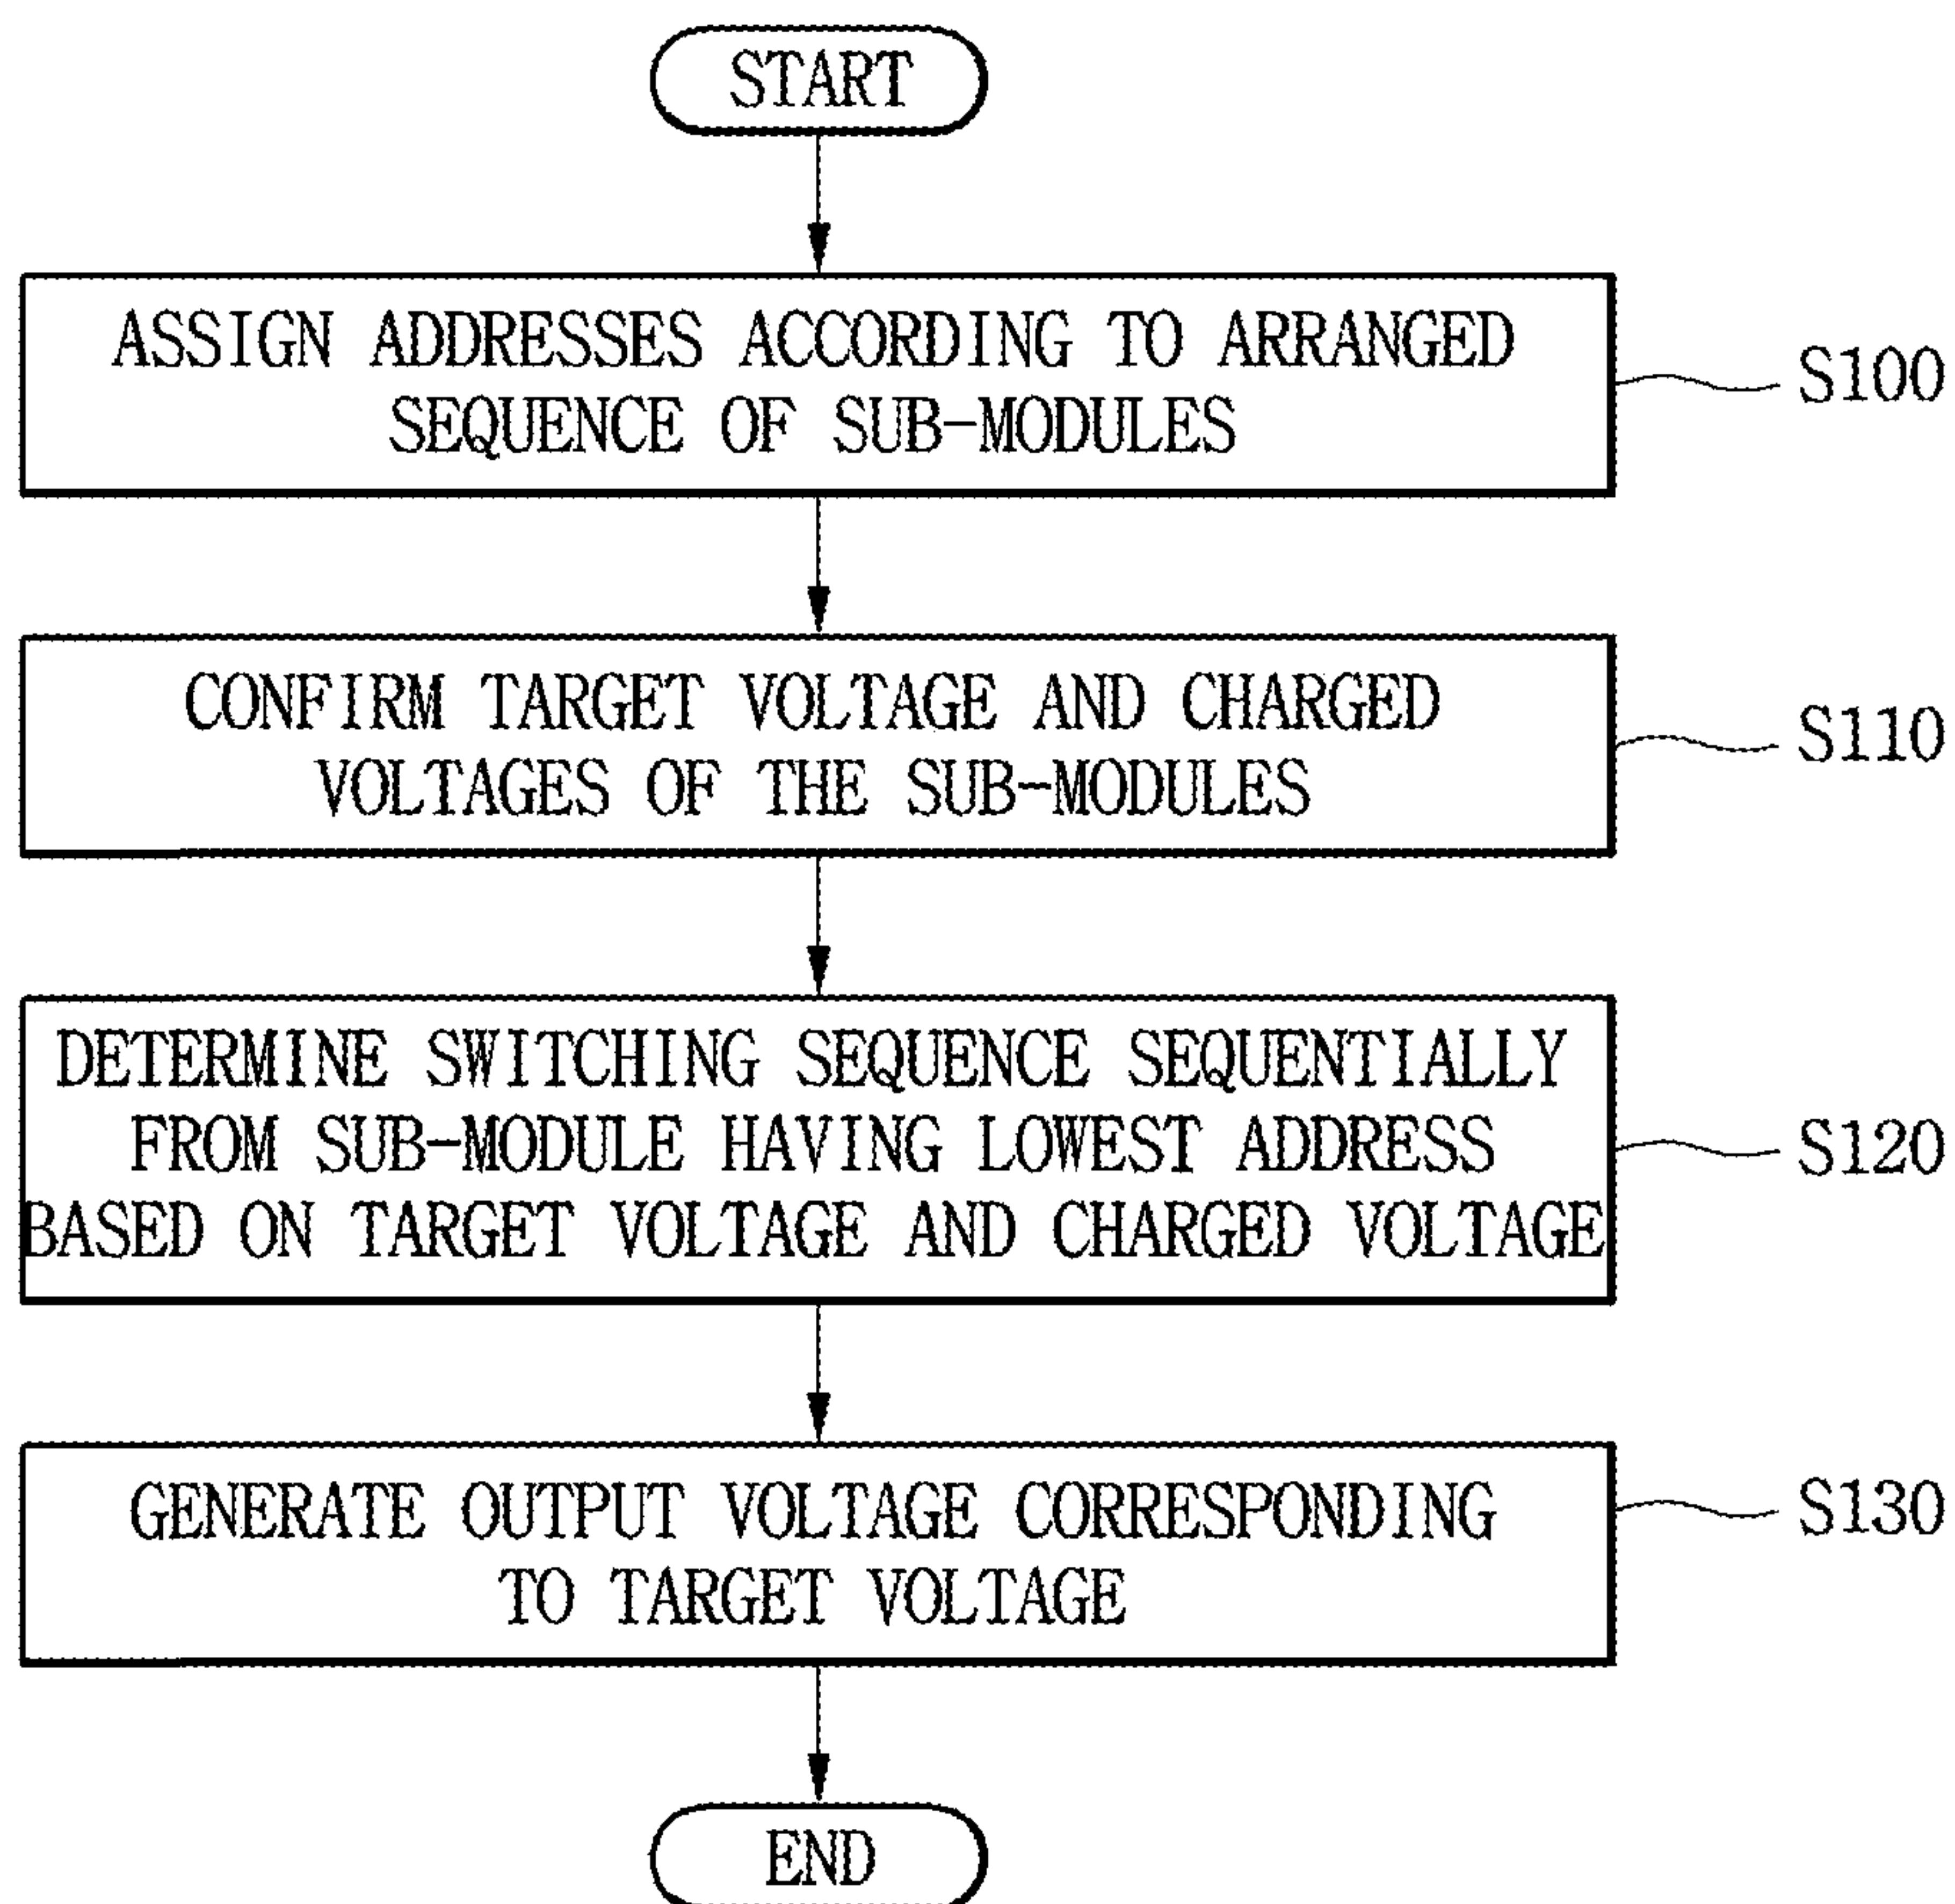 START
ASSIGN ADDRESSES ACCORDING TO ARRANGED
SEQUENCE OF SUB-MODULES
S100
CONFIRM TARGET VOLTAGE AND CHARGED
VOLTAGES OF THE SUB-MODULES
S110
DETERMINE SWITCHING SEQUENCE SEQUENTIALLY
FROM SUB-MODULE HAVING LOWEST ADDRESS
BASED ON TARGET VOLTAGE AND CHARGED VOLTAGE
S120
GENERATE OUTPUT VOLTAGE CORRESPONDING
TO TARGET VOLTAGE
S130
END